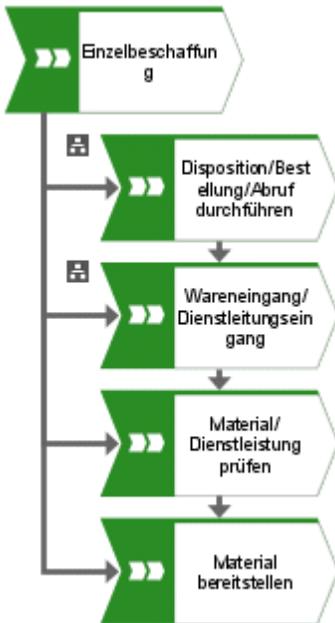 Einzelbeschaffun
g
Disposition/Best
ellung/Abruf
durchführen
Wareneingang/
Dienstleitungsein
gang
Material/
Dienstleistung
prüfen
Material
bereitstellen